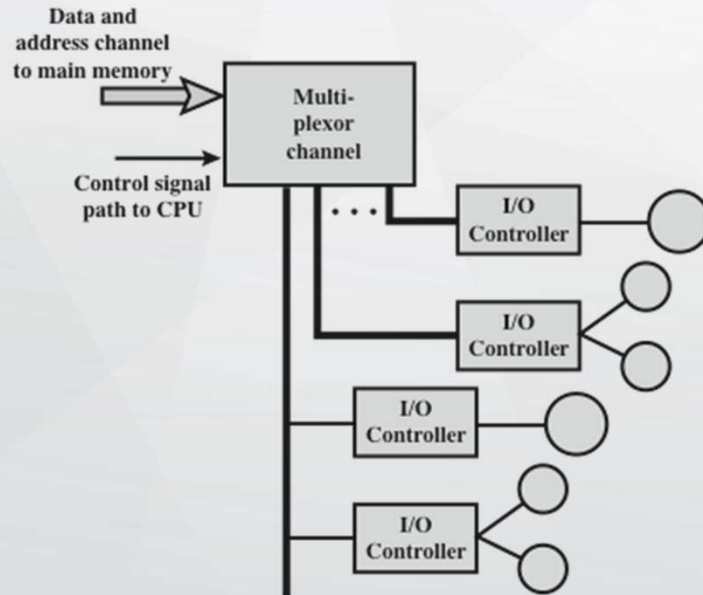 Data and
address channel
to main memory
Multi-
plexor
channel
Control signal
path to CPU
I/O
Controller
I/O
Controller
I/O
Controller
I/O
Controller